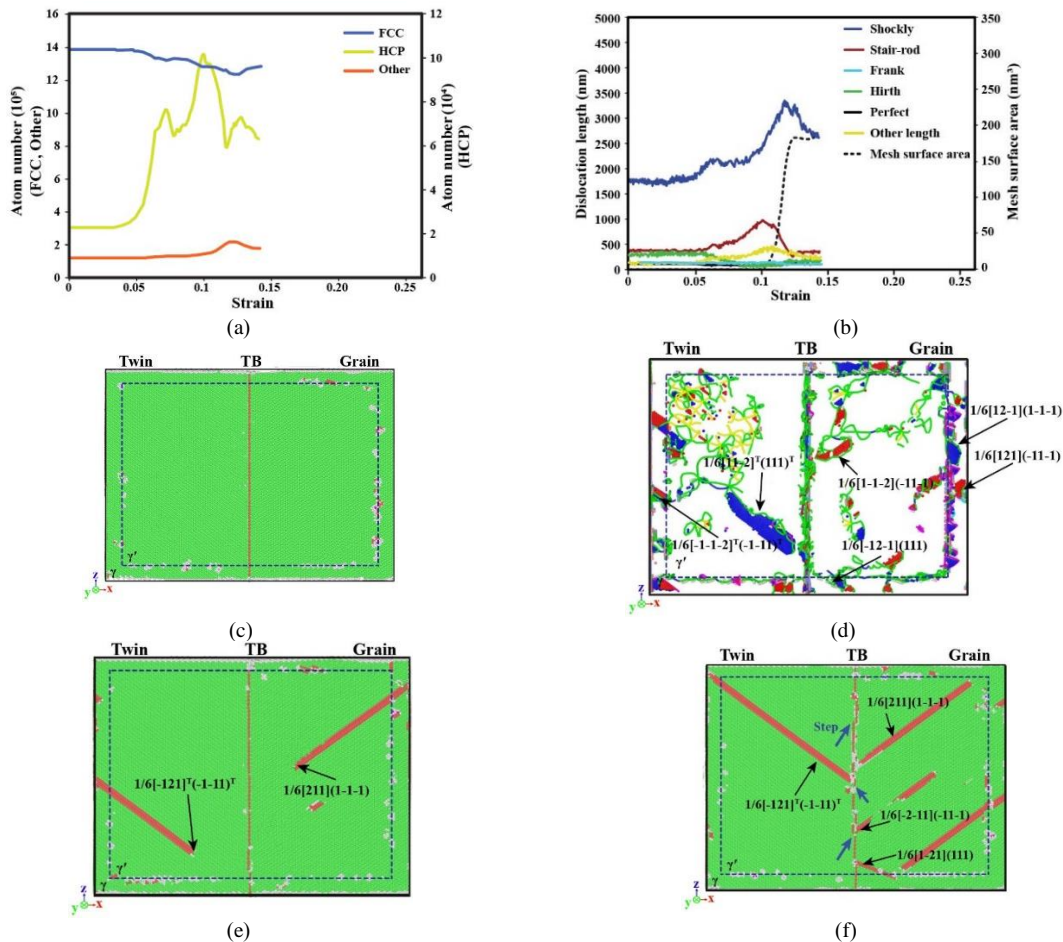 Atom number (10⁵)
(FCC, Other)
16
14
12
10
8
6
4
2
0
0
0.05
0.1
0.15
0.20
0.25
Strain
12
10
8
6
4
2
0
Atom number (10⁴)
(HCP)
FCC
HCP
Other
(a)
Dislocation length (nm)
5000
4500
4000
3500
3000
2500
2000
1500
1000
500
0
0
0.05
0.1
0.15
0.20
0.25
Strain
350
300
250
200
150
100
50
0
Mesh surface area (nm³)
Shockly
Stair-rod
Frank
Hirth
Perfect
Other length
Mesh surface area
(b)
Twin TB Grain
γ′
γ
z
y x
(c)
Twin TB Grain
1/6[12-1](1-1-1)
1/6[121](-11-1)
1/6[11-2]ᵀ(111)ᵀ
1/6[1-1-2](-11-1)
1/6[-1-1-2]ᵀ(-1-11)ᵀ
1/6[-12-1](111)
γ′
z
y x
(d)
Twin TB Grain
1/6[-121]ᵀ(-1-11)ᵀ
1/6[211](1-1-1)
γ′
γ
z
y x
(e)
Twin TB Grain
1/6[211](1-1-1)
Step
1/6[-121]ᵀ(-1-11)ᵀ
1/6[-2-11](-11-1)
1/6[1-21](111)
γ′
γ
z
y x
(f)